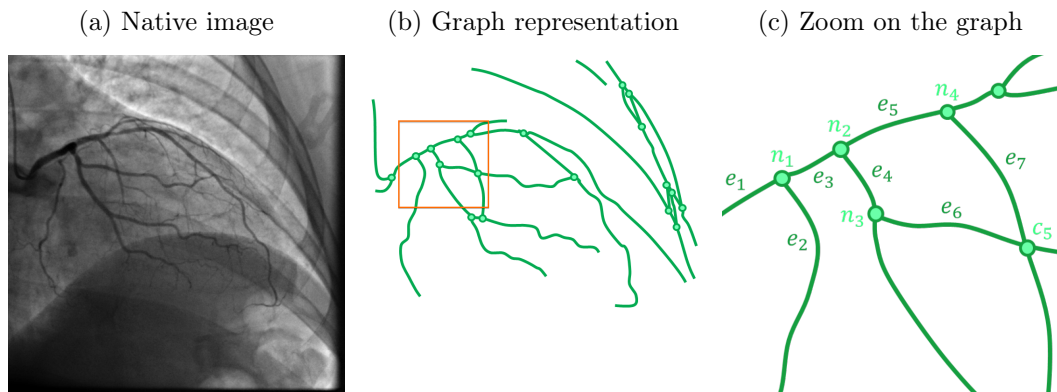 (a) Native image
(b) Graph representation
(c) Zoom on the graph
n₄
e₅
n₂
n₁
e₇
e₃
e₁
e₄
n₃
e₆
e₂
c₅